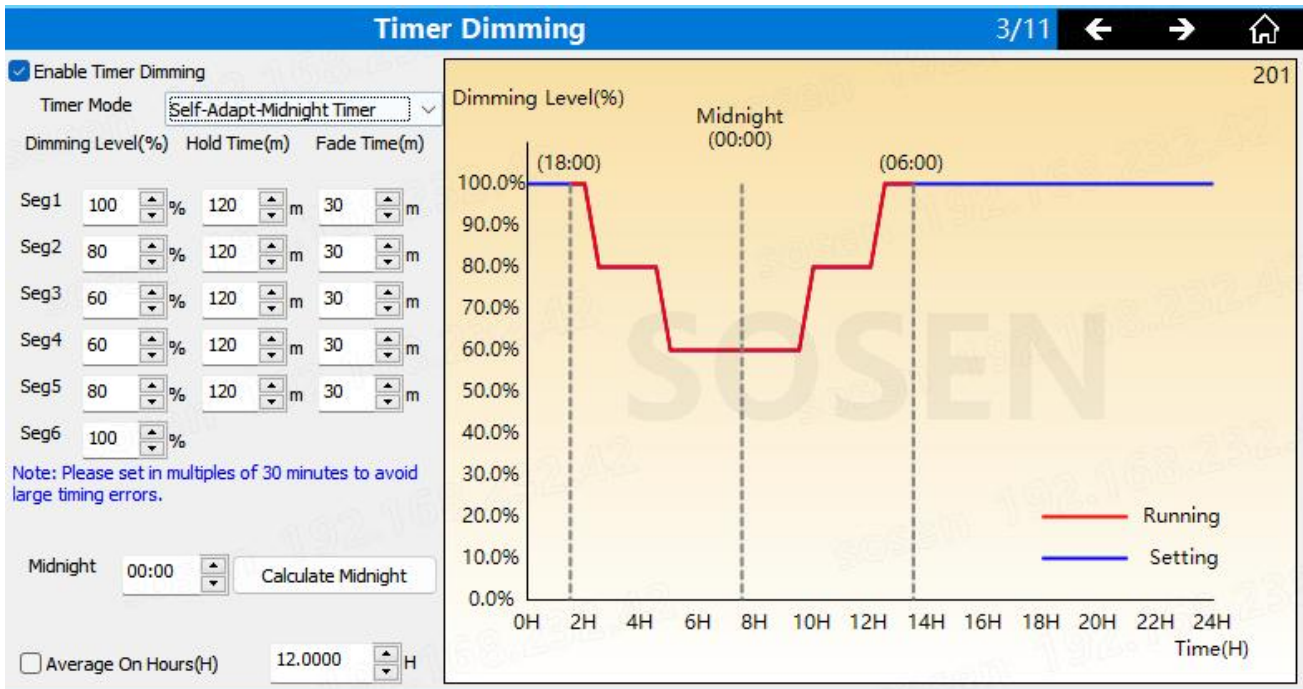 Timer Dimming 3/11
Enable Timer Dimming
Timer Mode Self-Adapt-Midnight Timer
Dimming Level(%) Hold Time(m) Fade Time(m)
Seg1 100 % 120 m 30 m
Seg2 80 % 120 m 30 m
Seg3 60 % 120 m 30 m
Seg4 60 % 120 m 30 m
Seg5 80 % 120 m 30 m
Seg6 100 %
Note: Please set in multiples of 30 minutes to avoid
large timing errors.
Midnight 00:00 Calculate Midnight
Average On Hours(H) 12.0000 H
201
Dimming Level(%)
Midnight
(00:00)
(18:00) (06:00)
100.0%
90.0%
80.0%
70.0%
60.0%
50.0%
40.0%
30.0%
20.0%
10.0%
0.0%
SOSEN
Running
Setting
0H 2H 4H 6H 8H 10H 12H 14H 16H 18H 20H 22H 24H
Time(H)